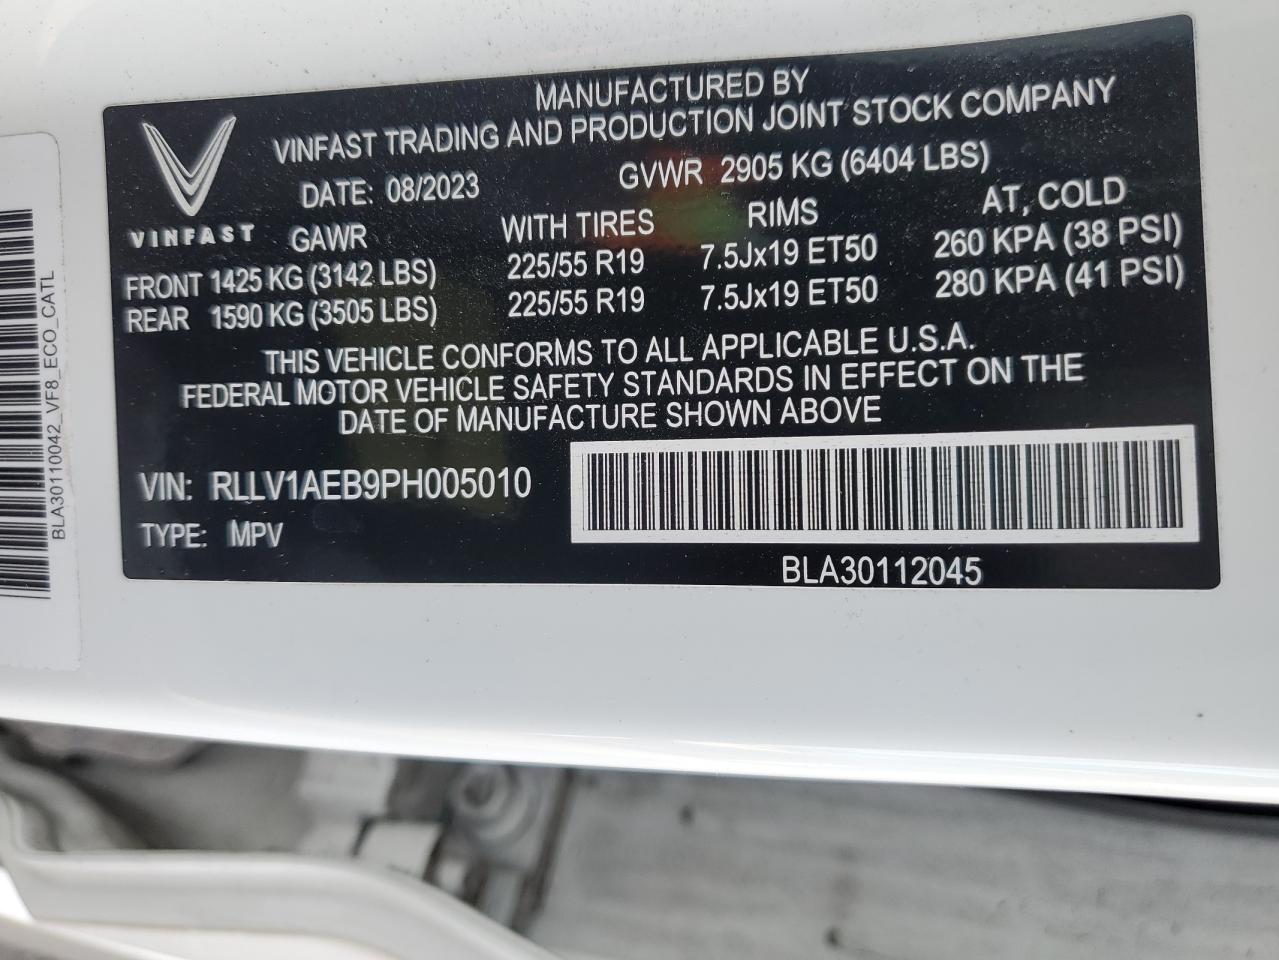 MANUFACTURED BY
VINFAST TRADING AND PRODUCTION JOINT STOCK COMPANY
DATE: 08/2023 GVWR 2905 KG (6404 LBS)
VINFAST GAWR WITH TIRES RIMS AT, COLD
FRONT 1425 KG (3142 LBS) 225/55 R19 7.5Jx19 ET50 260 KPA (38 PSI)
REAR 1590 KG (3505 LBS) 225/55 R19 7.5Jx19 ET50 280 KPA (41 PSI)
THIS VEHICLE CONFORMS TO ALL APPLICABLE U.S.A.
FEDERAL MOTOR VEHICLE SAFETY STANDARDS IN EFFECT ON THE
DATE OF MANUFACTURE SHOWN ABOVE
VIN: RLLV1AEB9PH005010
TYPE: MPV
BLA30112045
BLA30110042_VF8_ECO_CATL